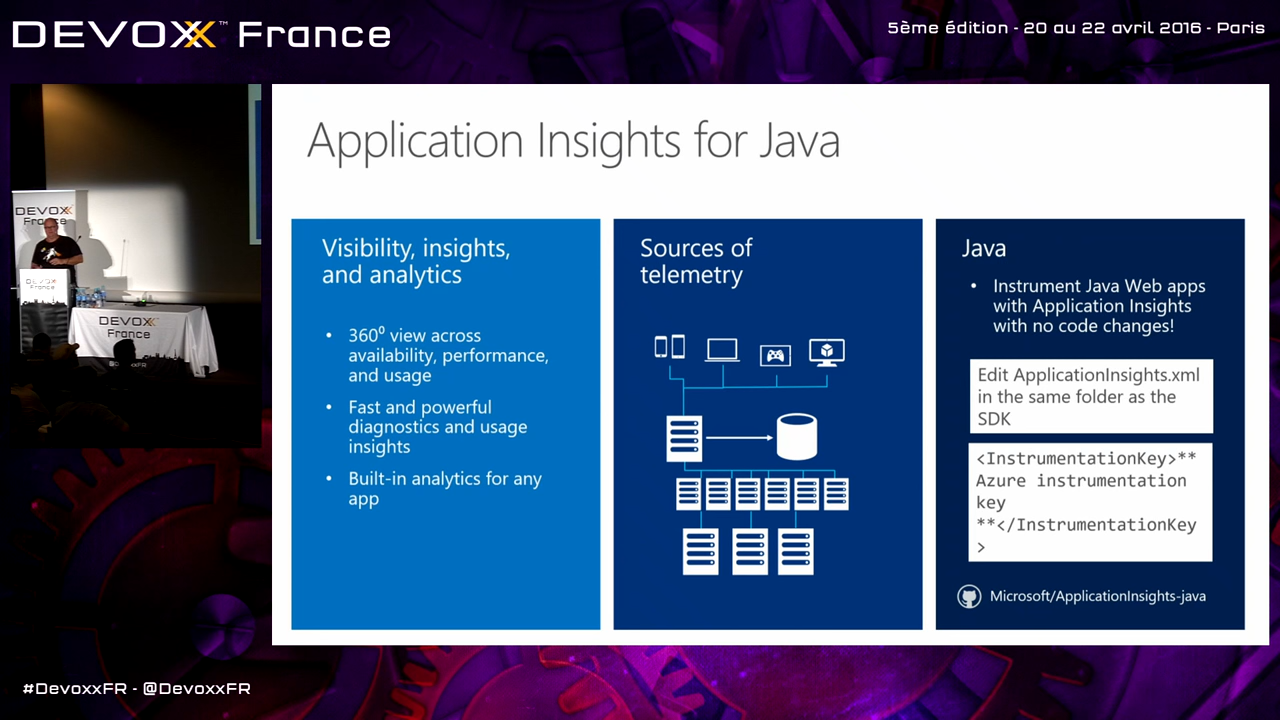 DEVOXX™ France
5ème édition - 20 au 22 avril 2016 - Paris
Application Insights for Java
Visibility, insights,
and analytics
• 360⁰ view across
availability, performance,
and usage
• Fast and powerful
diagnostics and usage
insights
• Built-in analytics for any
app
Sources of
telemetry
Java
• Instrument Java Web apps
with Application Insights
with no code changes!
Edit ApplicationInsights.xml
in the same folder as the
SDK
<InstrumentationKey>**
Azure instrumentation
key
**</InstrumentationKey
>
Microsoft/ApplicationInsights-java
DEVOXX
France
DEVOXX
France
DEVOXX
France
#DevoxxFR - @DevoxxFR